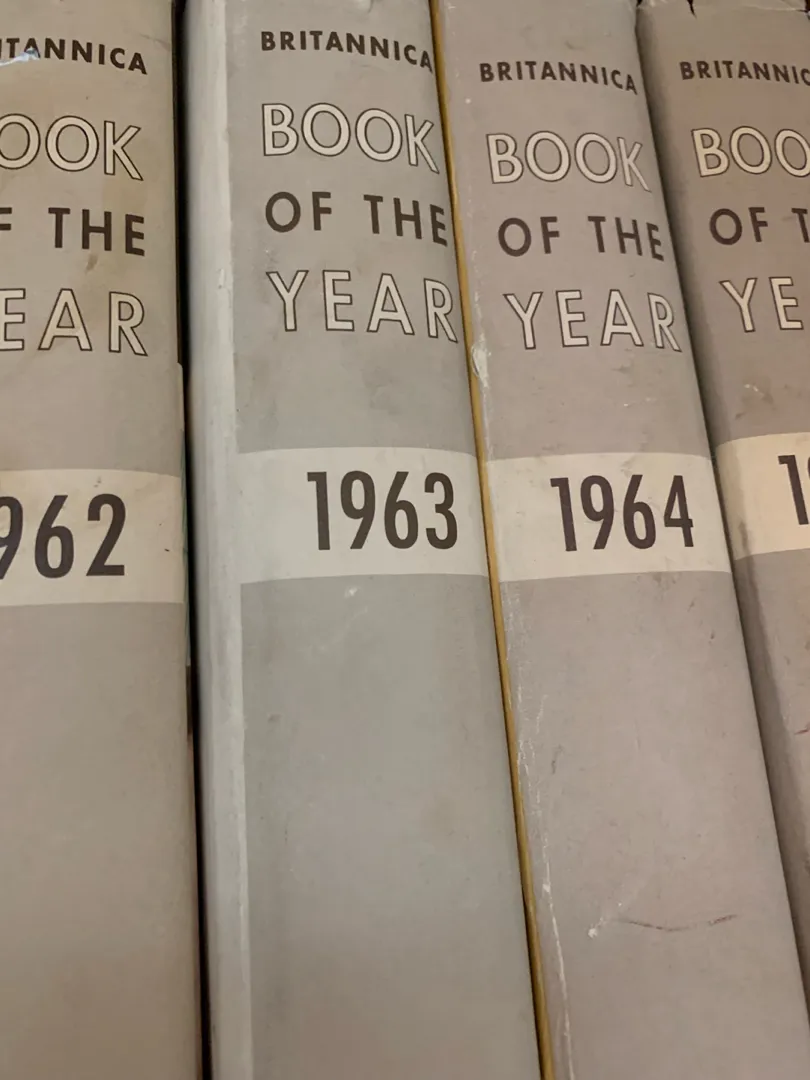 ITANNICA
OOK
F THE
EAR
962
BRITANNICA
BOOK
OF THE
YEAR
1963
BRITANNICA
BOOK
OF THE
YEAR
1964
BRITANNIC
BOO
OF T
YE
19